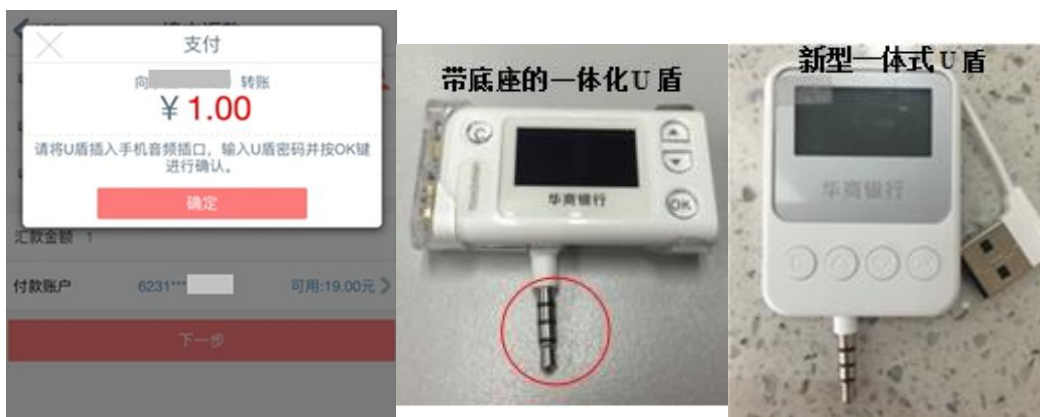 支付
向 转账
¥ 1.00
请将U盾插入手机音频插口，输入U盾密码并按OK键
进行确认。
确定
汇款金额 1
付款账户 6231*** 可用:19.00元
下一步
带底座的一体化U盾
C
华商银行
OK
新型一体式U盾
华商银行